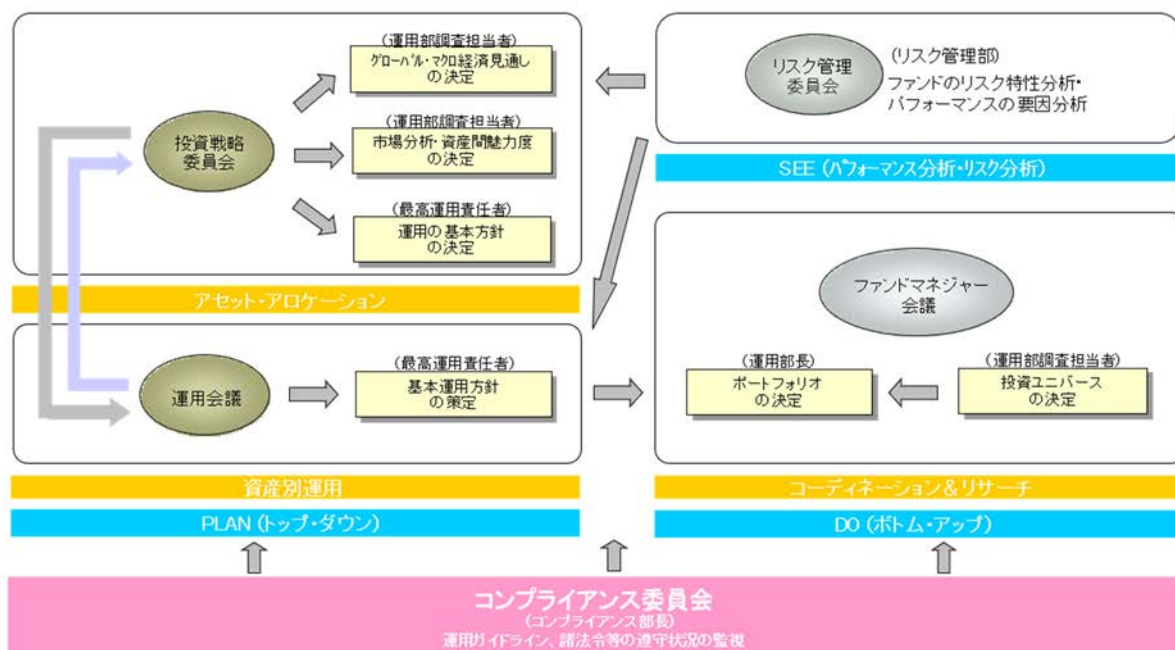 (運用部調査担当者)
グローバル・マクロ経済見通し
の決定
投資戦略
委員会
(運用部調査担当者)
市場分析・資産間魅力度
の決定
(最高運用責任者)
運用の基本方針
の決定
アセット・アロケーション
リスク管理
委員会
(リスク管理部)
ファンドのリスク特性分析・
パフォーマンスの要因分析
SEE (パフォーマンス分析・リスク分析)
運用会議
(最高運用責任者)
基本運用方針
の策定
資産別運用
PLAN (トップ・ダウン)
ファンドマネジャー
会議
(運用部長)
ポートフォリオ
の決定
(運用部調査担当者)
投資ユニバース
の決定
コーディネーション&リサーチ
DO (ボトム・アップ)
コンプライアンス委員会
(コンプライアンス部長)
運用ガイドライン、諸法令等の遵守状況の監視